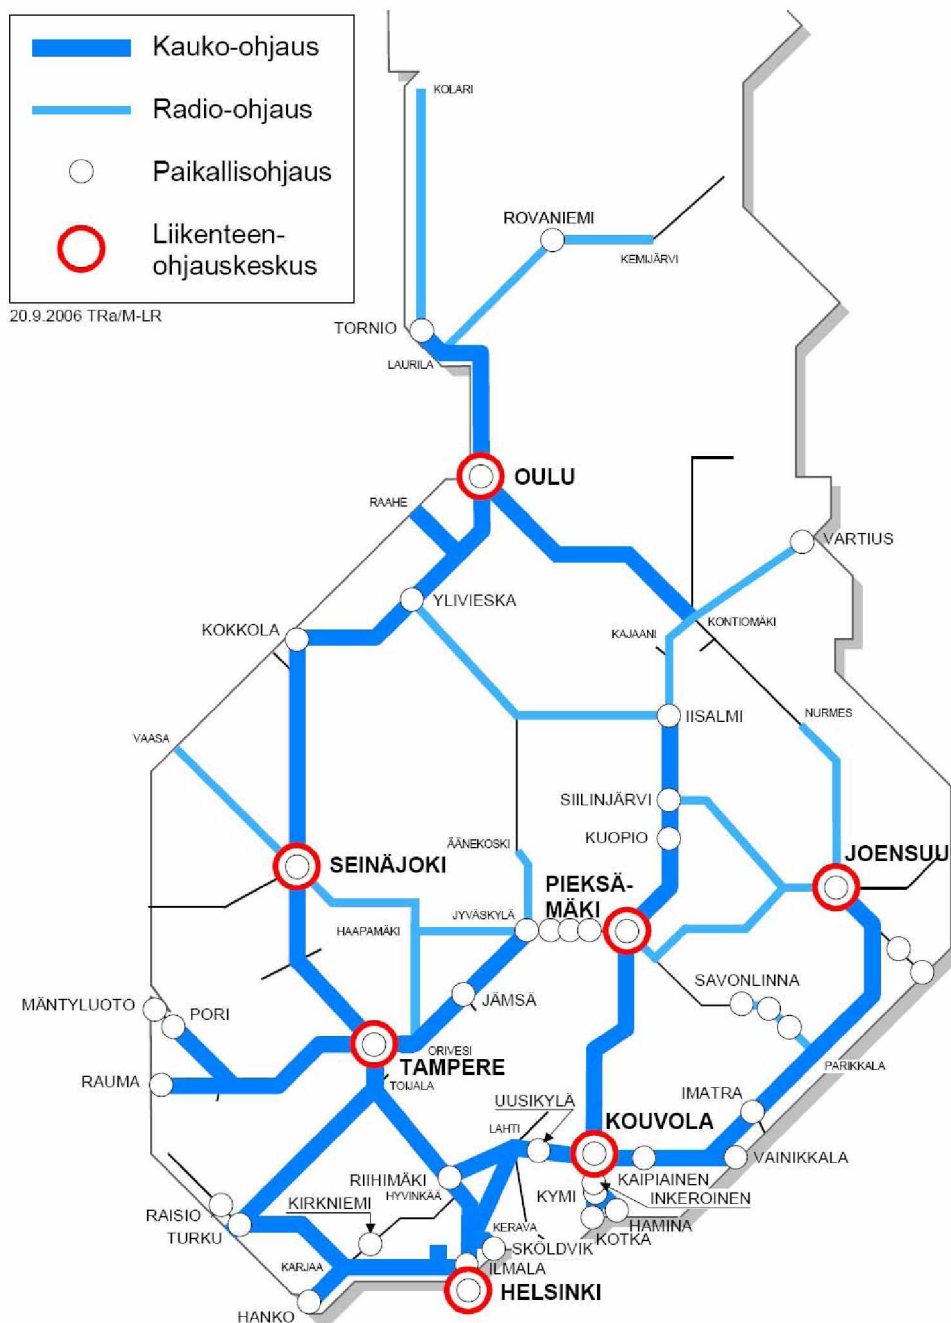 Kauko-ohjaus
Radio-ohjaus
Paikallisohjaus
Liikenteen-
ohjauskeskus
20.9.2006 TRa/M-LR
KOLARI
ROVANIEMI
KEMIJÄRVI
TORNIO
LAURILA
OULU
RAAHE
VARTIUS
YLIVIESKA
KOKKOLA
KONTIOMÄKI
KAJAANI
IISALMI
NURMES
VAASA
SIILINJÄRVI
KUOPIO
ÄÄNEKOSKI
JOENSUU
SEINÄJOKI
PIEKSÄ-
MÄKI
JYVÄSKYLÄ
HAAPAMÄKI
SAVONLINNA
JÄMSÄ
MÄNTYLUOTO
PORI
ORIVESI
TAMPERE
PARIKKALA
RAUMA
TOIJALA
IMATRA
UUSIKYLÄ
KOUVOLA
LAHTI
VAINIKKALA
KAIPIAINEN
RIIHIMÄKI
HYVINKÄÄ
KYMI
INKEROINEN
KIRKNIEMI
RAISIO
HAMINA
TURKU
KERAVA
KOTKA
SKÖLDVIK
KARJAA
ILMALA
HELSINKI
HANKO